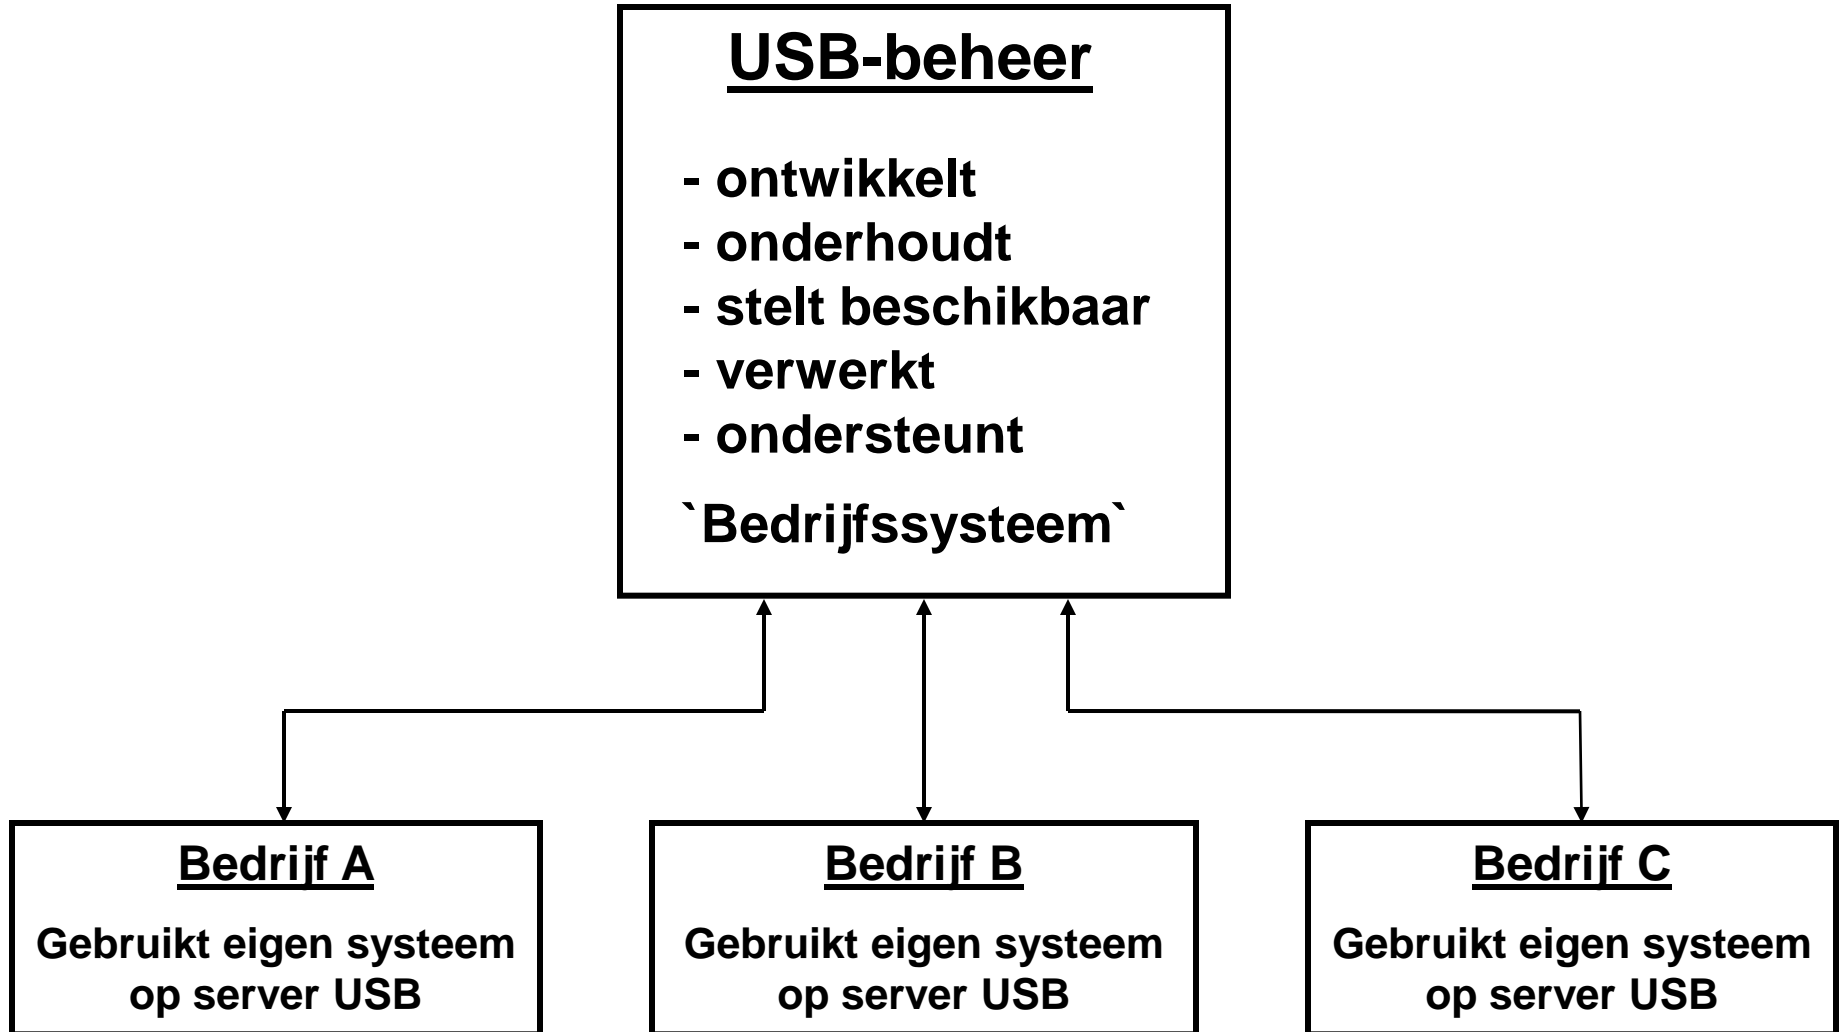 USB-beheer
- ontwikkelt
- onderhoudt
- stelt beschikbaar
- verwerkt
- ondersteunt
`Bedrijfssysteem`
Bedrijf A
Gebruikt eigen systeem
op server USB
Bedrijf B
Gebruikt eigen systeem
op server USB
Bedrijf C
Gebruikt eigen systeem
op server USB